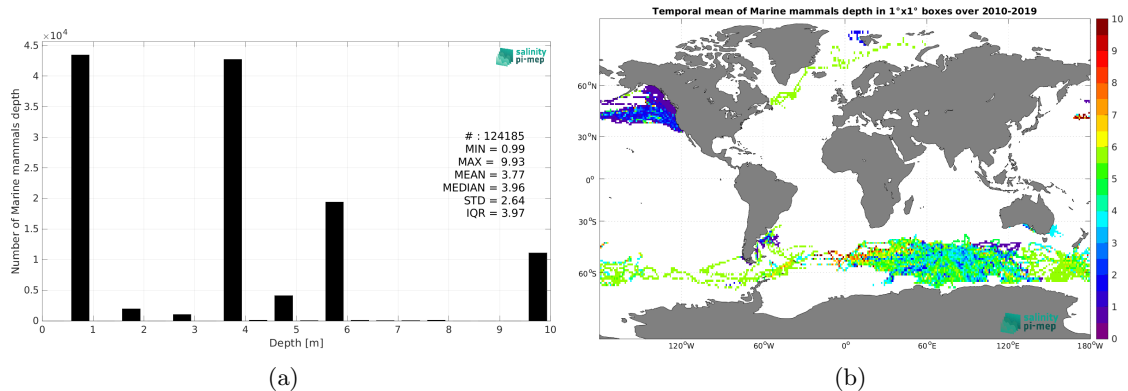 Number of Marine mammals depth
×10⁴
4.5
4
3.5
3
2.5
2
1.5
1
0.5
0
0 1 2 3 4 5 6 7 8 9 10
Depth [m]
salinity
pi-mep
# : 124185
MIN = 0.99
MAX = 9.93
MEAN = 3.77
MEDIAN = 3.96
STD = 2.64
IQR = 3.97
(a)
Temporal mean of Marine mammals depth in 1°x1° boxes over 2010-2019
60°N
30°N
0°
30°S
60°S
120°W 60°W 0° 60°E 120°E 180°W
salinity
pi-mep
10
9
8
7
6
5
4
3
2
1
0
(b)